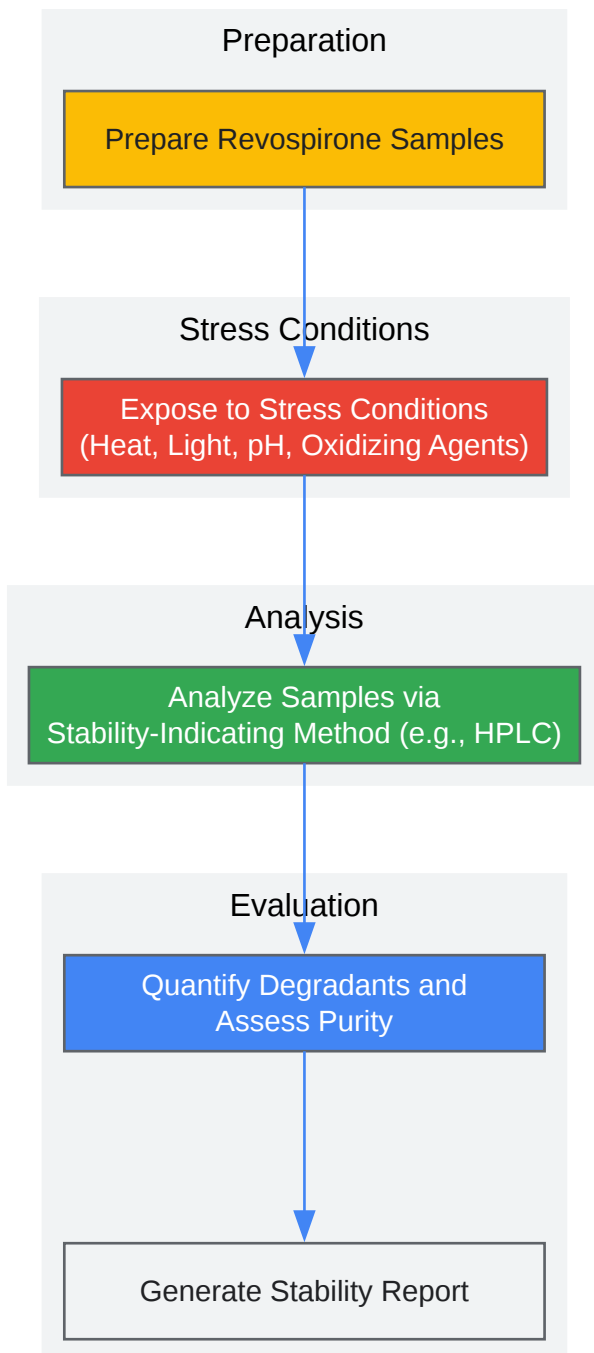 Preparation
Prepare Revospirone Samples
Stress Conditions
Expose to Stress Conditions
(Heat, Light, pH, Oxidizing Agents)
Analysis
Analyze Samples via
Stability-Indicating Method (e.g., HPLC)
Evaluation
Quantify Degradants and
Assess Purity
Generate Stability Report